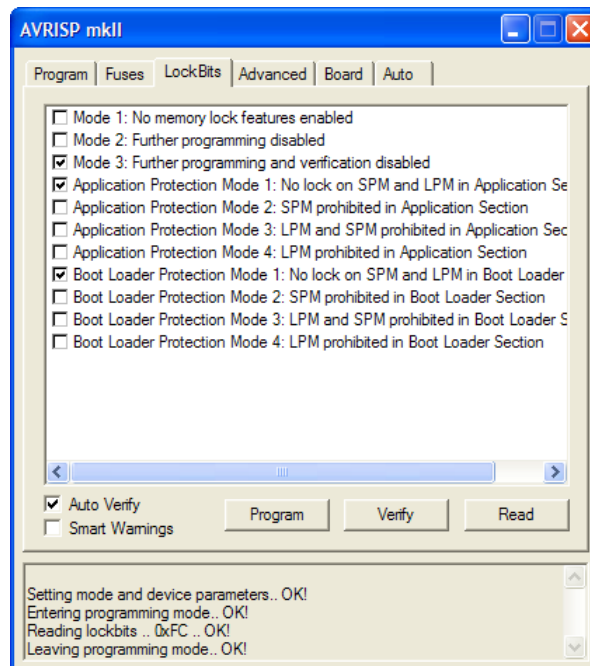 AVRISP mkII
Program Fuses LockBits Advanced Board Auto
Mode 1: No memory lock features enabled
Mode 2: Further programming disabled
Mode 3: Further programming and verification disabled
Application Protection Mode 1: No lock on SPM and LPM in Application Se
Application Protection Mode 2: SPM prohibited in Application Section
Application Protection Mode 3: LPM and SPM prohibited in Application Sec
Application Protection Mode 4: LPM prohibited in Application Section
Boot Loader Protection Mode 1: No lock on SPM and LPM in Boot Loader
Boot Loader Protection Mode 2: SPM prohibited in Boot Loader Section
Boot Loader Protection Mode 3: LPM and SPM prohibited in Boot Loader S
Boot Loader Protection Mode 4: LPM prohibited in Boot Loader Section
Auto Verify
Smart Warnings
Program Verify Read
Setting mode and device parameters.. OK!
Entering programming mode.. OK!
Reading lockbits .. 0xFC .. OK!
Leaving programming mode.. OK!